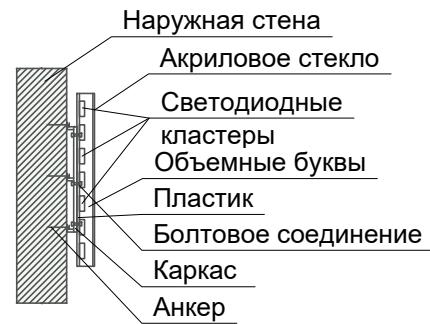 Наружная стена
Акриловое стекло
Светодиодные
кластеры
Объемные буквы
Пластик
Болтовое соединение
Каркас
Анкер